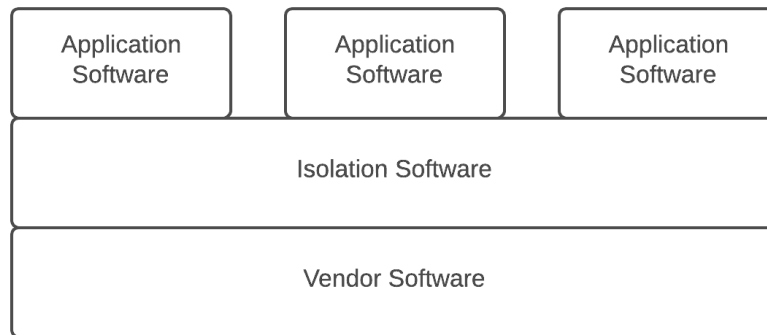 Application
Software
Application
Software
Application
Software
Isolation Software
Vendor Software